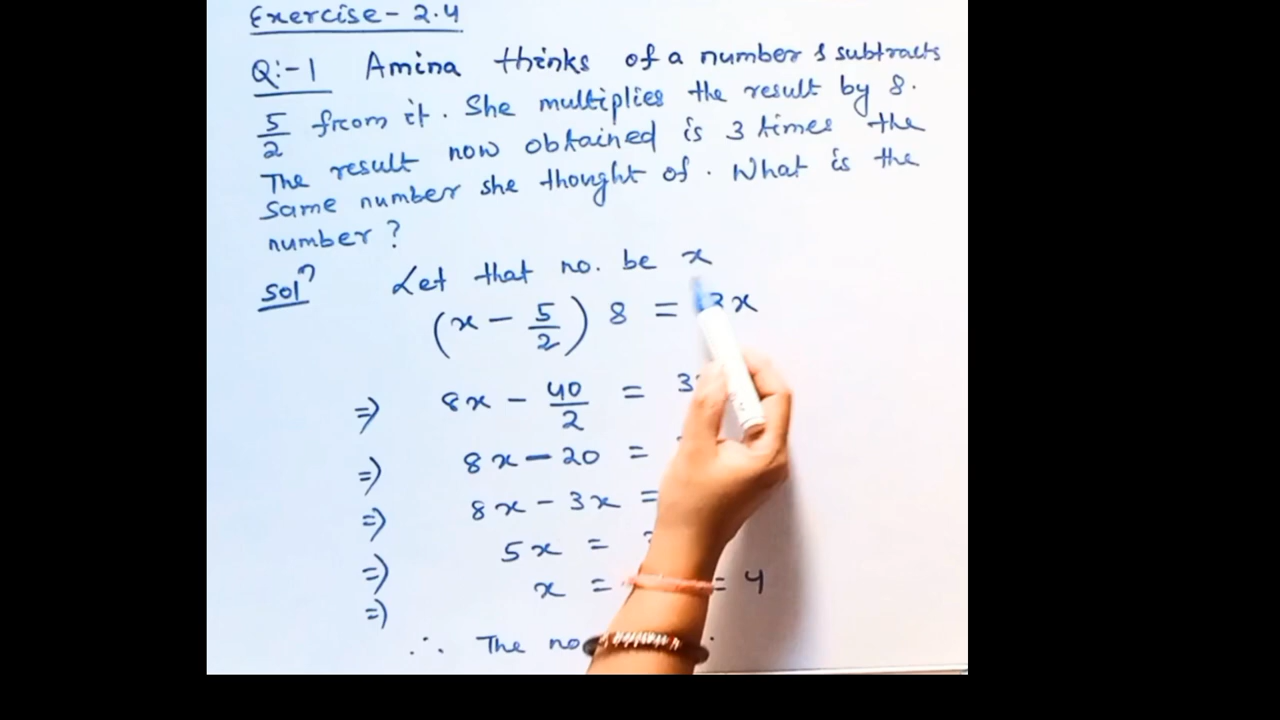 Exercise - 2.4
Q:-1 Amina thinks of a number & subtracts
5/2 from it. She multiplies the result by 8.
The result now obtained is 3 times the
same number she thought of. What is the
number?
Solⁿ Let that no. be x
(x - 5/2) 8 = 3x
=> 8x - 40/2 = 3
=> 8x - 20 =
=> 8x - 3x =
=> 5x =
=> x = = 4
∴ The no